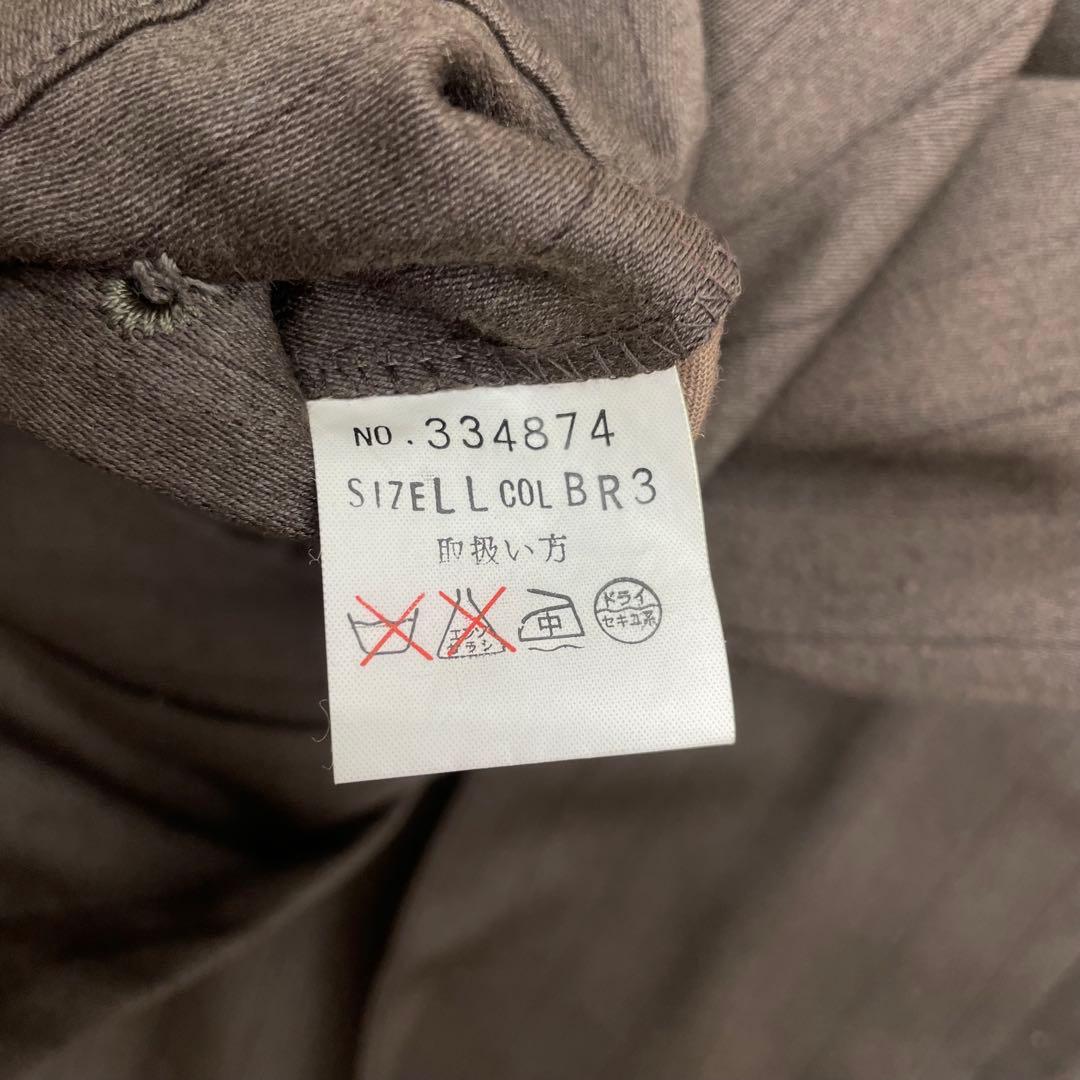 NO. 334874
SIZE LL COL BR3
取扱い方
エンソ サラシ
中
ドライ
セキユ系